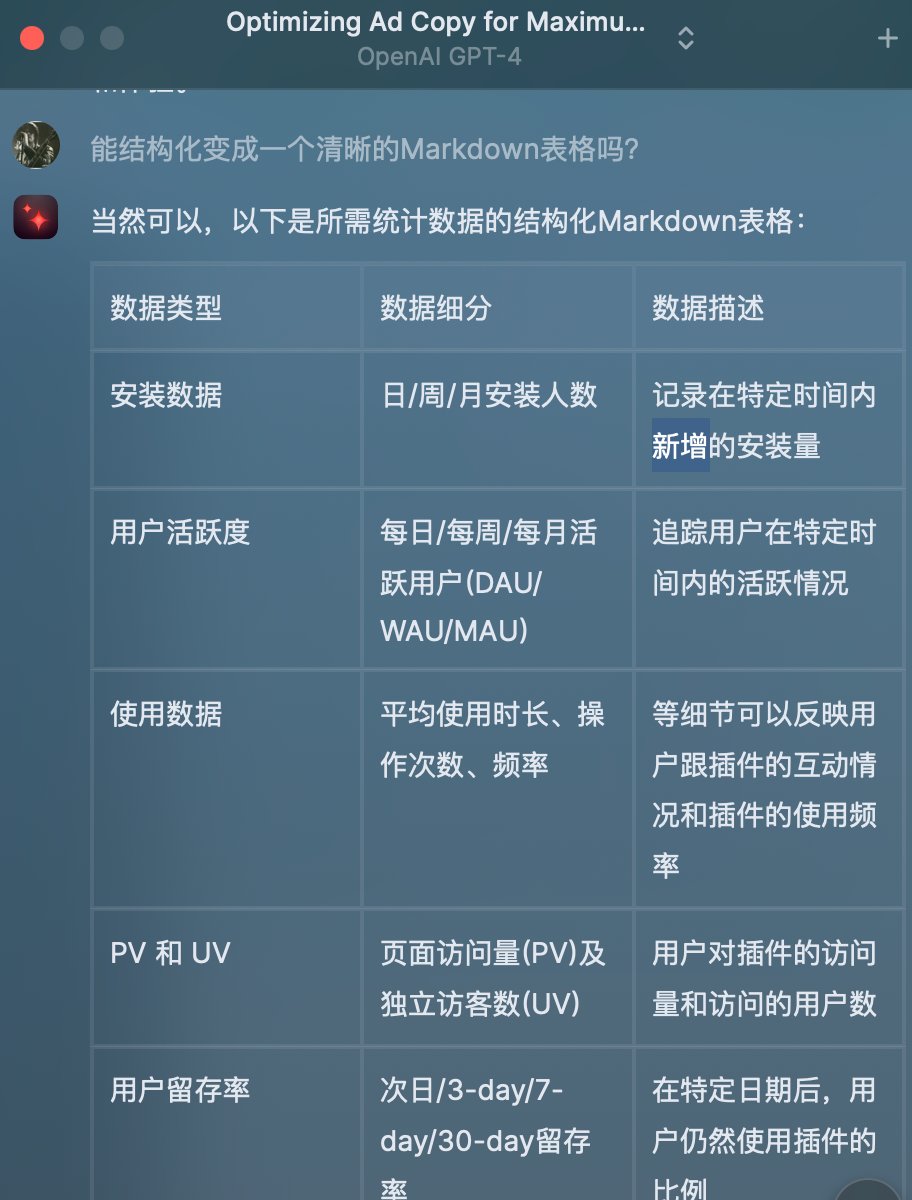 Optimizing Ad Copy for Maximu...
OpenAI GPT-4
能结构化变成一个清晰的Markdown表格吗?
当然可以，以下是所需统计数据的结构化Markdown表格：
数据类型
数据细分
数据描述
安装数据
日/周/月安装人数
记录在特定时间内
新增的安装量
用户活跃度
每日/每周/每月活
跃用户(DAU/
WAU/MAU)
追踪用户在特定时
间内的活跃情况
使用数据
平均使用时长、操
作次数、频率
等细节可以反映用
户跟插件的互动情
况和插件的使用频
率
PV 和 UV
页面访问量(PV)及
独立访客数(UV)
用户对插件的访问
量和访问的用户数
用户留存率
次日/3-day/7-
day/30-day留存
率
在特定日期后，用
户仍然使用插件的
比例